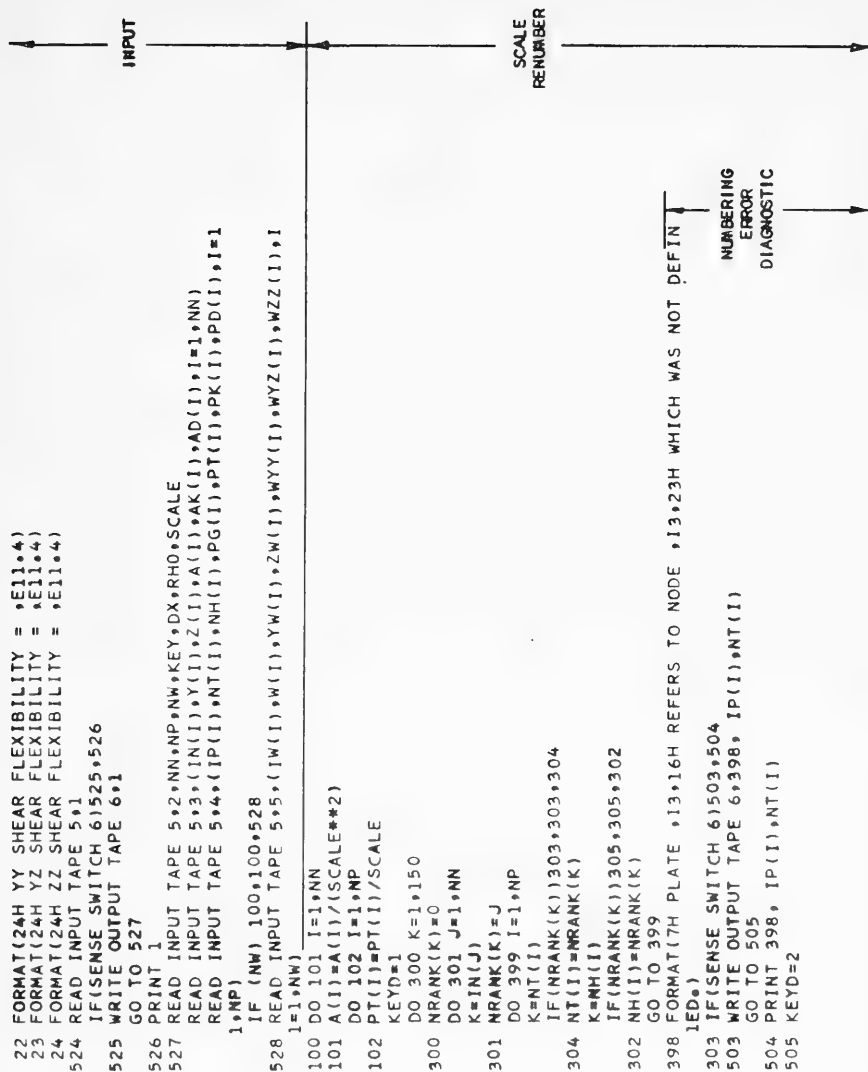 22 FORMAT(24H YY SHEAR FLEXIBILITY = ,E11.4)
23 FORMAT(24H YZ SHEAR FLEXIBILITY = ,E11.4)
24 FORMAT(24H ZZ SHEAR FLEXIBILITY = ,E11.4)
524 READ INPUT TAPE 5,1
IF(SENSE SWITCH 6)525,526
525 WRITE OUTPUT TAPE 6,1
GO TO 527
526 PRINT 1
527 READ INPUT TAPE 5,2,NN,NP,NW,KEY,DX,RHO,SCALE
READ INPUT TAPE 5,3,(IN(I),Y(I),Z(I),A(I),AK(I),AD(I),I=1,NN)
READ INPUT TAPE 5,4,(IP(I),NT(I),NH(I),PG(I),PT(I),PK(I),PD(I),I=1
1,NP)
IF (NW) 100,100,528
528 READ INPUT TAPE 5,5,(IW(I),W(I),YW(I),ZW(I),WYY(I),WYZ(I),WZZ(I),I
1=1,NW)
INPUT
100 DO 101 I=1,NN
101 A(I)=A(I)/(SCALE**2)
DO 102 I=1,NP
102 PT(I)=PT(I)/SCALE
KEYD=1
DO 300 K=1,150
300 NRANK(K)=0
DO 301 J=1,NN
K=IN(J)
301 NRANK(K)=J
DO 399 I=1,NP
K=NT(I)
IF(NRANK(K))303,303,304
304 NT(I)=NRANK(K)
K=NH(I)
IF(NRANK(K))305,305,302
302 NH(I)=NRANK(K)
GO TO 399
SCALE
RENUMBER
398 FORMAT(7H PLATE ,I3,16H REFERS TO NODE ,I3,23H WHICH WAS NOT DEFIN
1ED.)
303 IF(SENSE SWITCH 6)503,504
503 WRITE OUTPUT TAPE 6,398, IP(I),NT(I)
GO TO 505
504 PRINT 398, IP(I),NT(I)
505 KEYD=2
NUMBERING
ERROR
DIAGNOSTIC